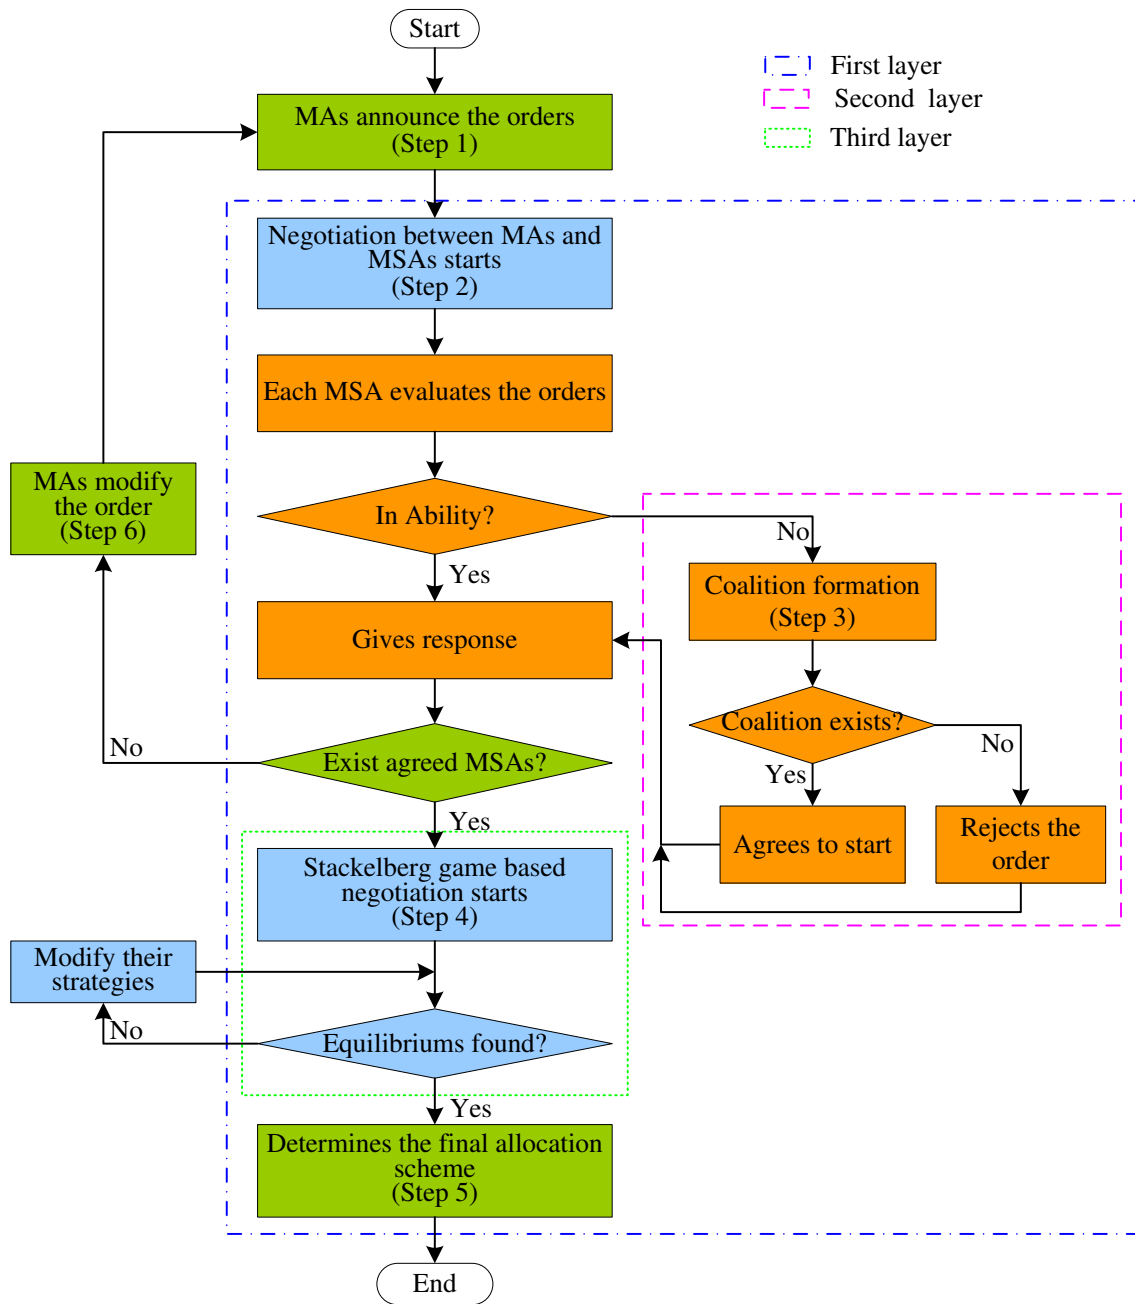 Start
First layer
Second layer
Third layer
MAs announce the orders
(Step 1)
Negotiation between MAs and
MSAs starts
(Step 2)
Each MSA evaluates the orders
MAs modify
the order
(Step 6)
In Ability?
No
Yes
Coalition formation
(Step 3)
Gives response
Coalition exists?
No
Yes
No
Exist agreed MSAs?
Yes
Agrees to start
Rejects the
order
Stackelberg game based
negotiation starts
(Step 4)
Modify their
strategies
No
Equilibriums found?
Yes
Determines the final allocation
scheme
(Step 5)
End